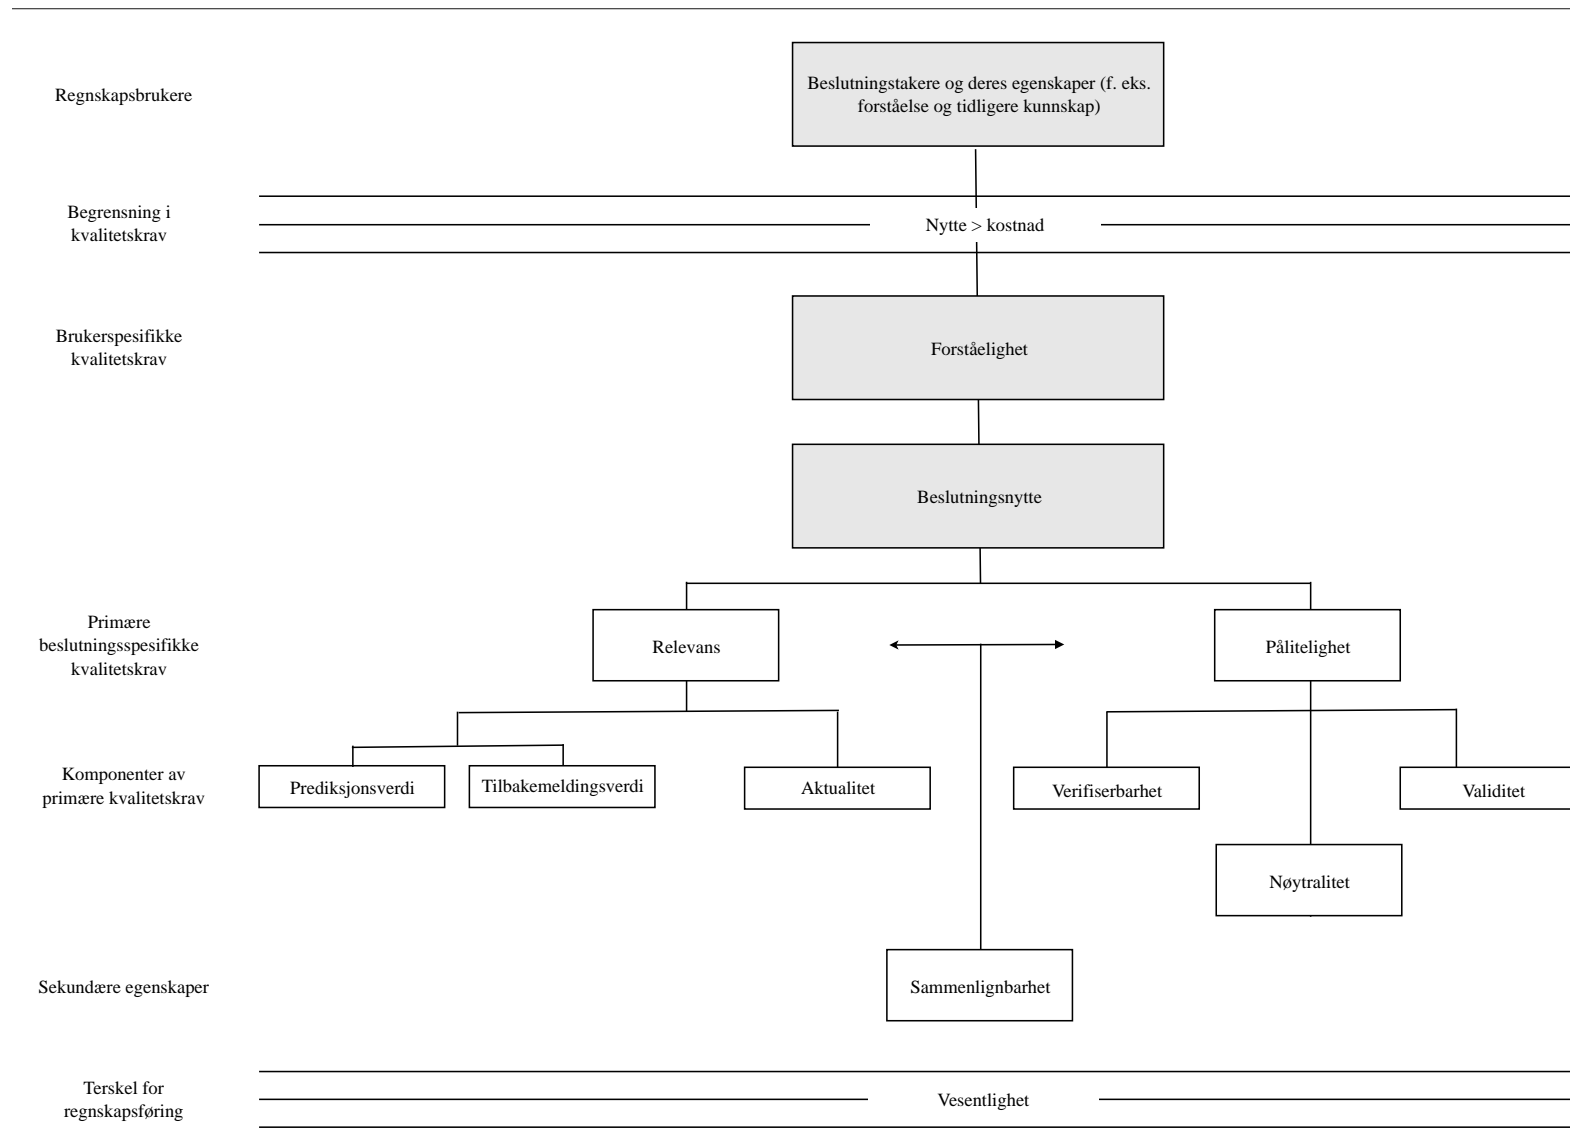 Regnskapsbrukere
Beslutningstakere og deres egenskaper (f. eks.
forståelse og tidligere kunnskap)
Begrensning i
kvalitetskrav
Nytte > kostnad
Brukerspesifikke
kvalitetskrav
Forståelighet
Beslutningsnytte
Primære
beslutningsspesifikke
kvalitetskrav
Relevans
Pålitelighet
Komponenter av
primære kvalitetskrav
Prediksjonsverdi
Tilbakemeldingsverdi
Aktualitet
Verifiserbarhet
Validitet
Nøytralitet
Sekundære egenskaper
Sammenlignbarhet
Terskel for
regnskapsføring
Vesentlighet